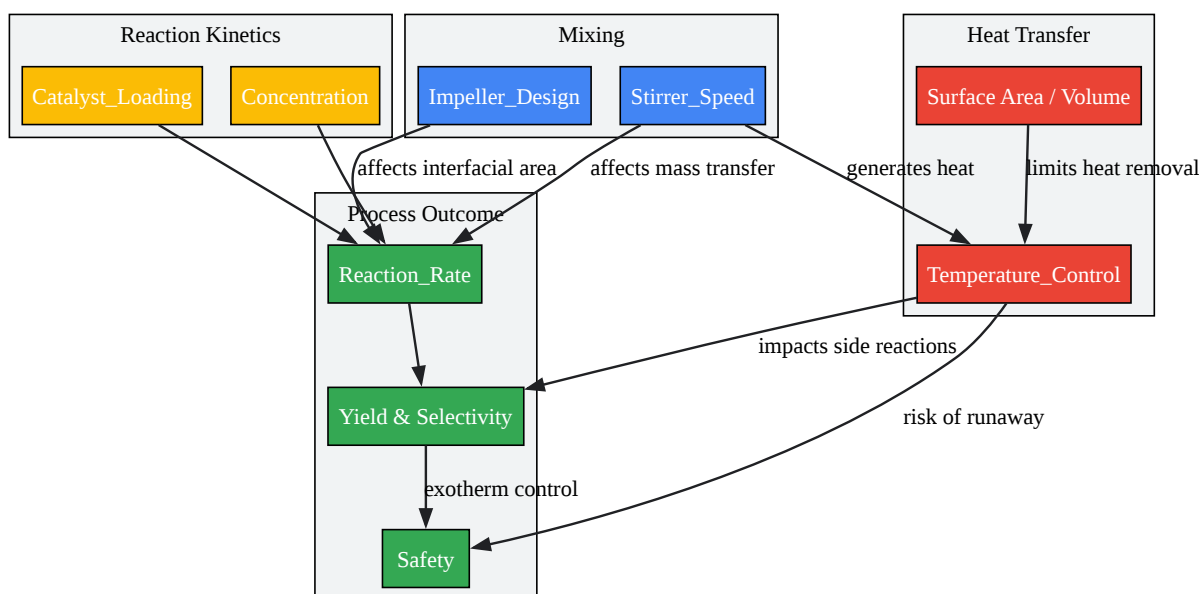 Reaction Kinetics
Mixing
Heat Transfer
Catalyst_Loading
Concentration
Impeller_Design
Stirrer_Speed
Surface Area / Volume
affects interfacial area
affects mass transfer
generates heat
limits heat removal
Process Outcome
Reaction_Rate
Temperature_Control
impacts side reactions
Yield & Selectivity
risk of runaway
exotherm control
Safety